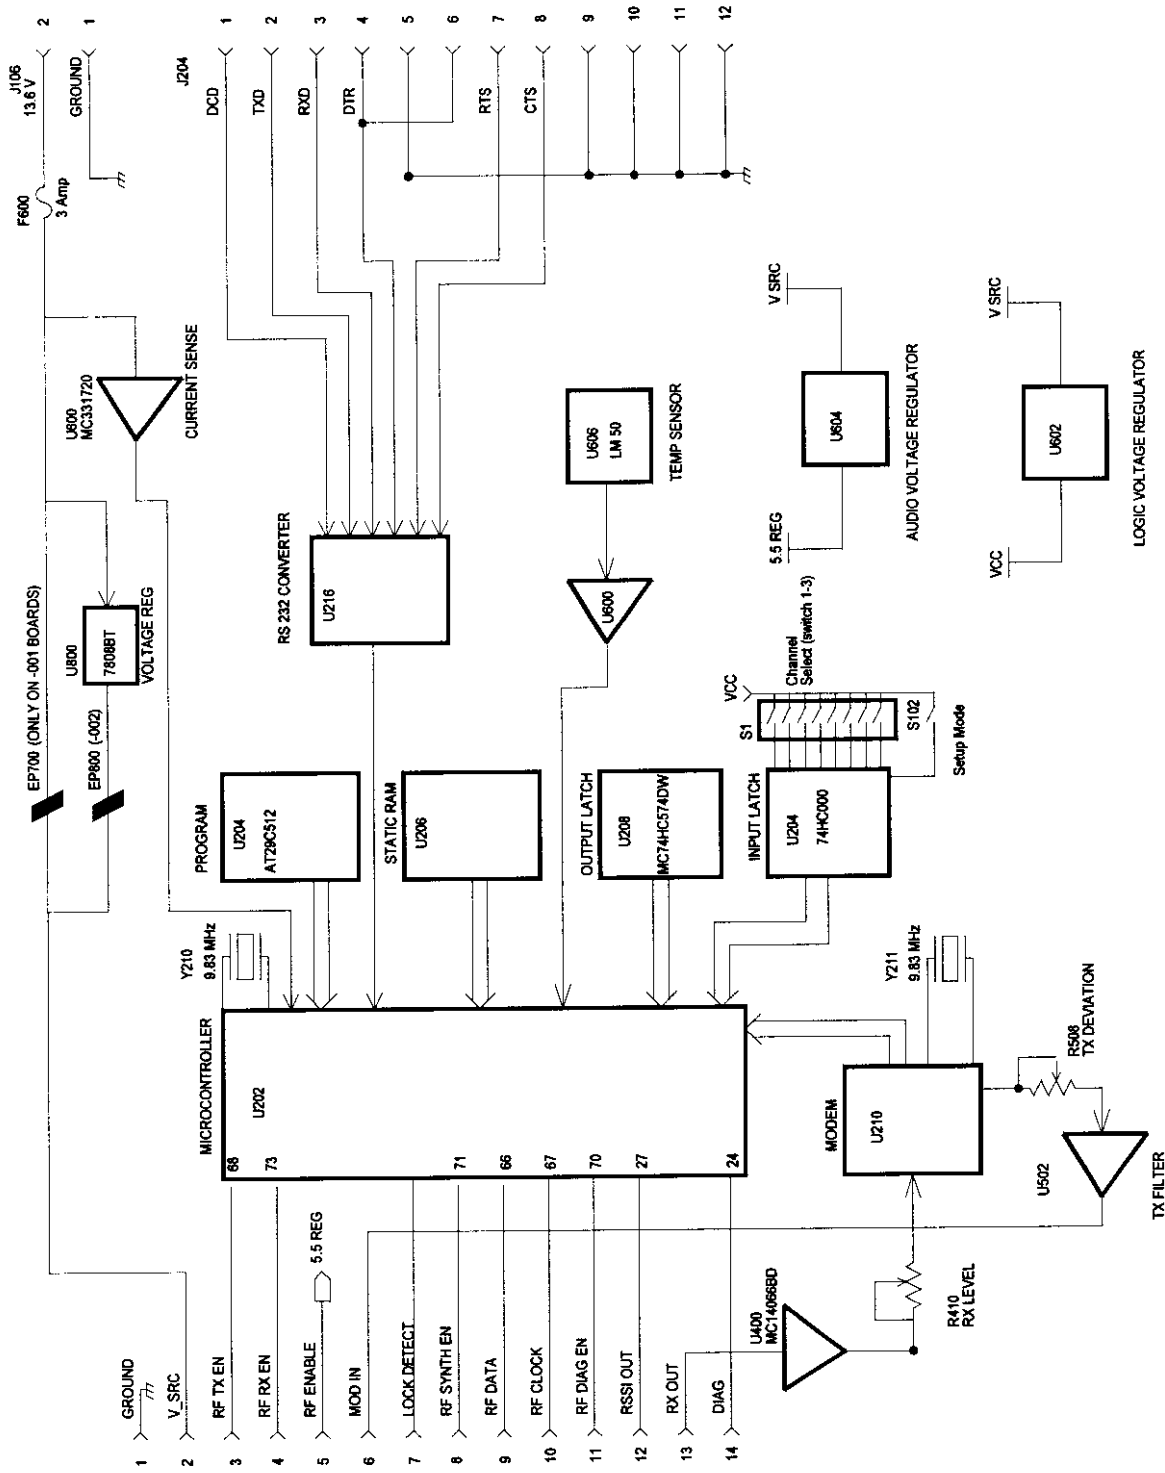 J106
13.6 V
GROUND
2
1
F600
3 Amp
J204
1
2
3
4
5
6
7
8
9
10
11
12
DCD
TXD
RXD
DTR
RTS
CTS
U600
MC331720
CURRENT SENSE
EP700 (ONLY ON -001 BOARDS)
EP800 (-002)
U800
7808BT
VOLTAGE REG
RS 232 CONVERTER
U216
U606
LM 50
TEMP SENSOR
U600
V SRC
U604
5.5 REG
AUDIO VOLTAGE REGULATOR
V SRC
U602
VCC
LOGIC VOLTAGE REGULATOR
PROGRAM
U204
AT29C512
STATIC RAM
U206
OUTPUT LATCH
U208
MC74HC574DW
INPUT LATCH
U204
74HC000
VCC
S1
Channel
Select (switch 1-3)
S102
Setup Mode
Y210
9.83 MHz
MICROCONTROLLER
U202
68
73
71
66
67
70
27
24
Y211
9.83 MHz
MODEM
U210
R508
TX DEVIATION
U502
TX FILTER
R410
RX LEVEL
U400
MC14066BD
5.5 REG
GROUND
V_SRC
RF TX EN
RF RX EN
RF ENABLE
MOD IN
LOCK DETECT
RF SYNTH EN
RF DATA
RF CLOCK
RF DIAG EN
RSSI OUT
RX OUT
DIAG
1
2
3
4
5
6
7
8
9
10
11
12
13
14